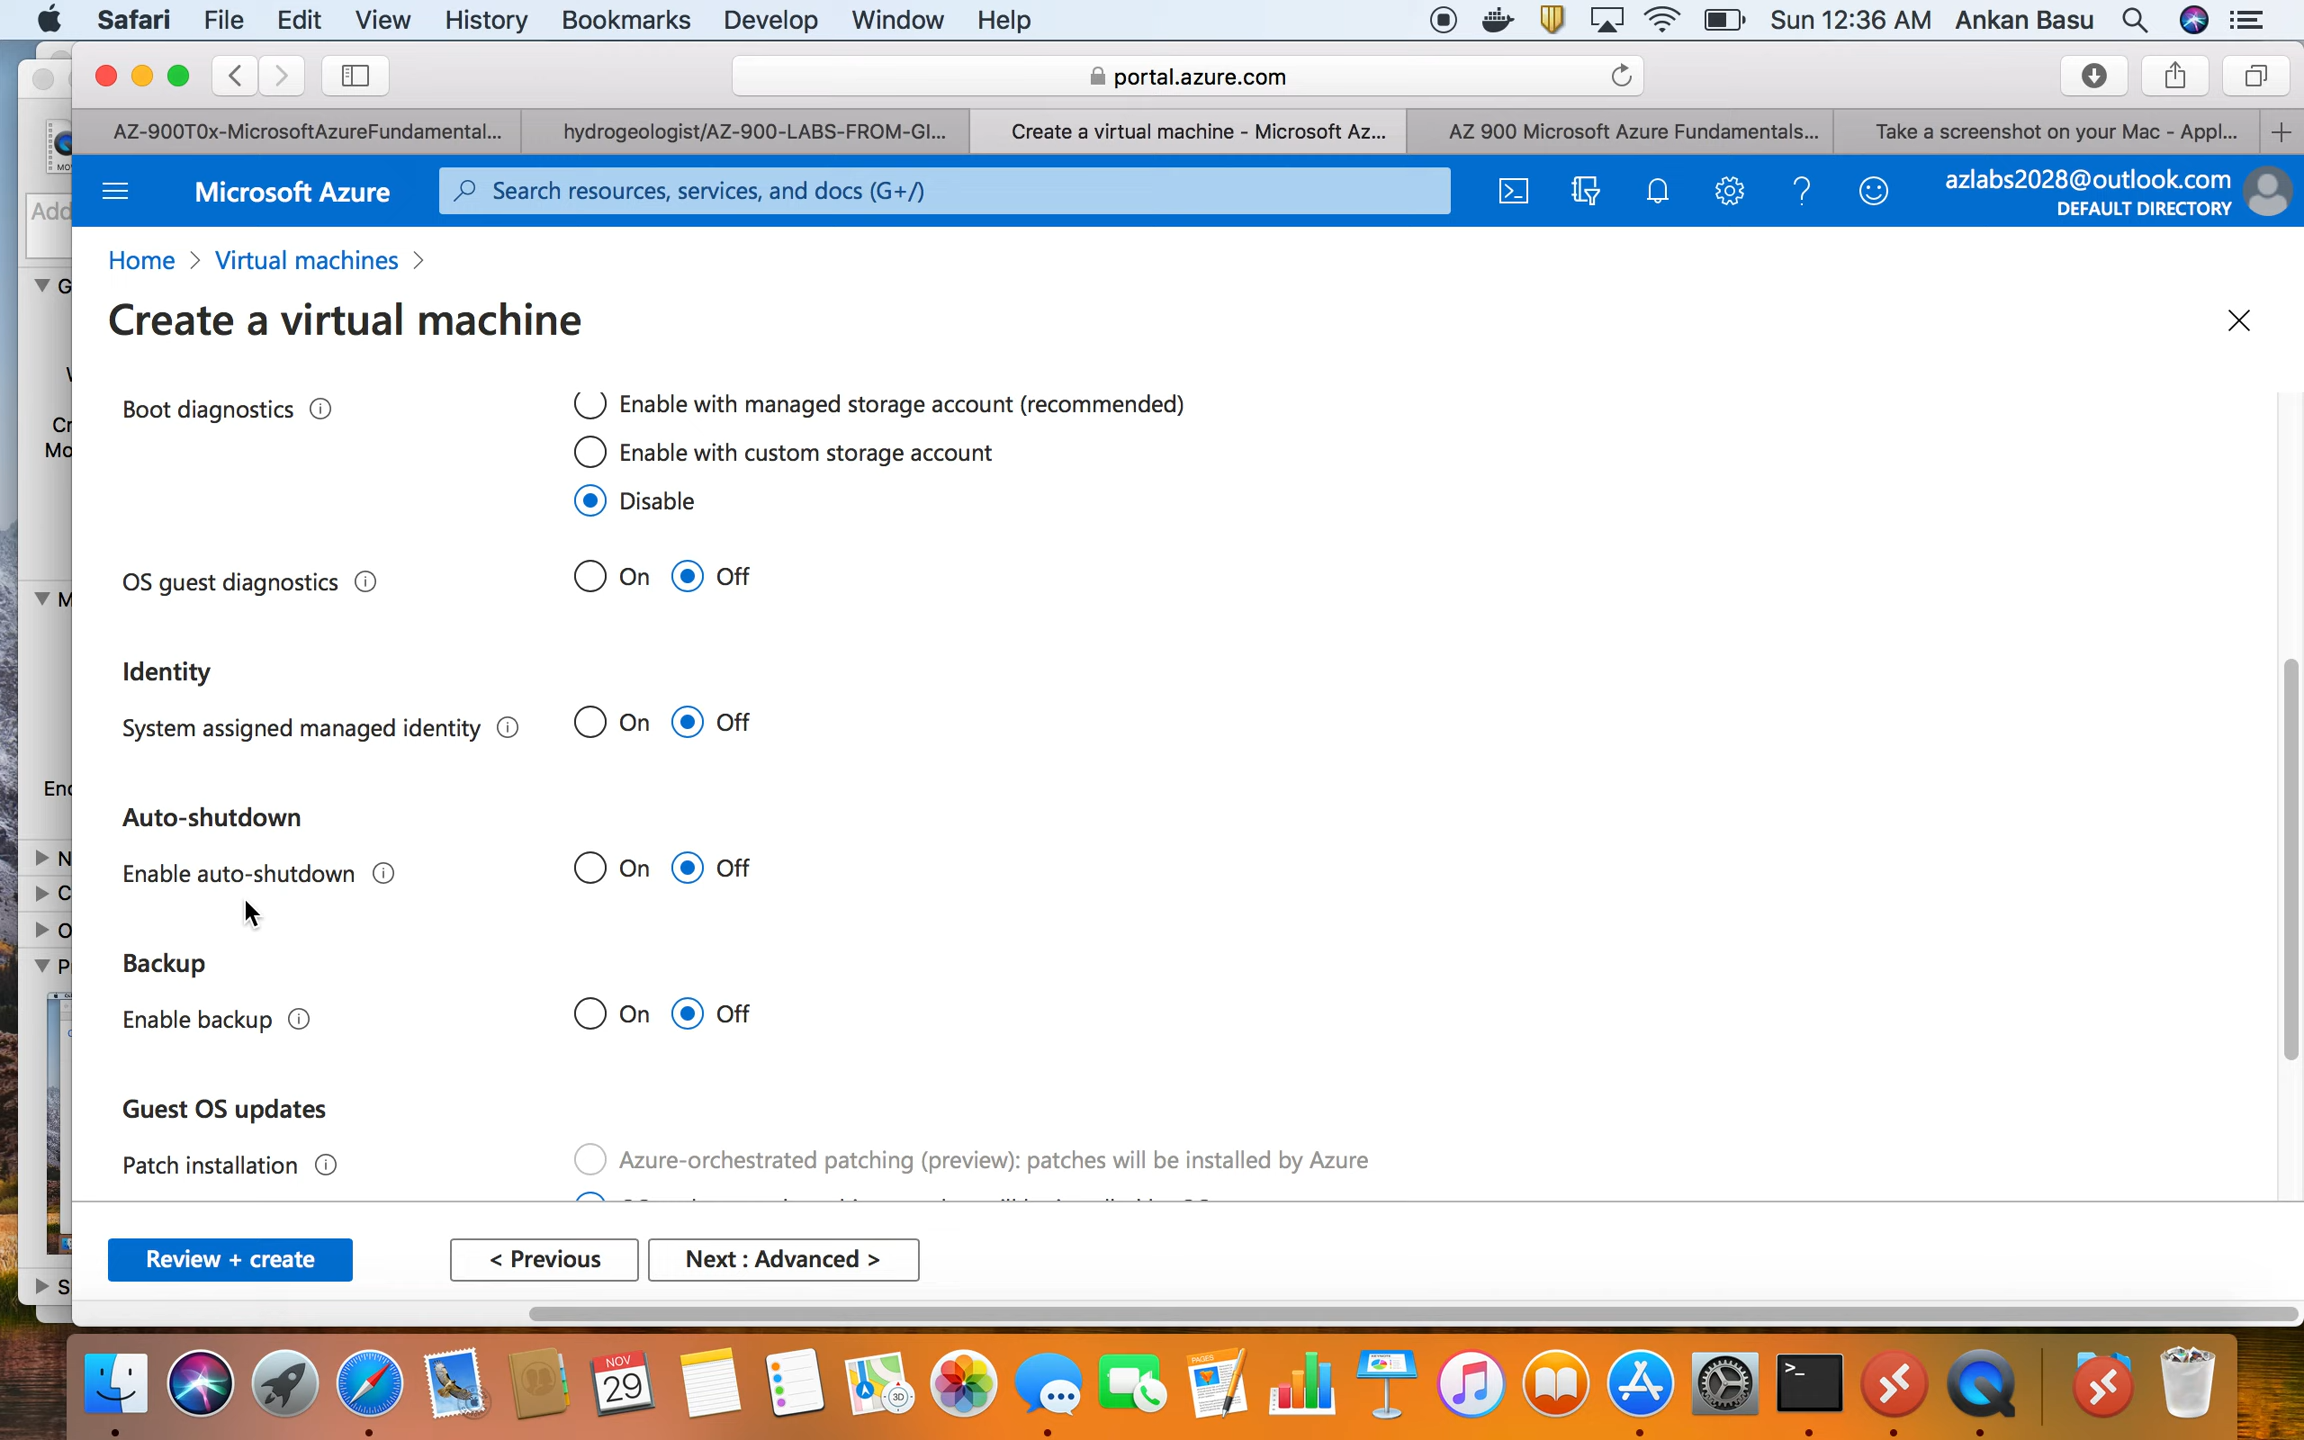 Safari File Edit View History Bookmarks Develop Window Help Sun 12:36 AM Ankan Basu
portal.azure.com
AZ-900T0x-MicrosoftAzureFundamental... hydrogeologist/AZ-900-LABS-FROM-GI... Create a virtual machine - Microsoft Az... AZ 900 Microsoft Azure Fundamentals... Take a screenshot on your Mac - Appl...
Microsoft Azure Search resources, services, and docs (G+/) azlabs2028@outlook.com
DEFAULT DIRECTORY
Home > Virtual machines >
Create a virtual machine
Boot diagnostics Enable with managed storage account (recommended)
Enable with custom storage account
Disable
OS guest diagnostics On Off
Identity
System assigned managed identity On Off
Auto-shutdown
Enable auto-shutdown On Off
Backup
Enable backup On Off
Guest OS updates
Patch installation Azure-orchestrated patching (preview): patches will be installed by Azure
Review + create < Previous Next : Advanced >
NOV
29
3D
PAGES